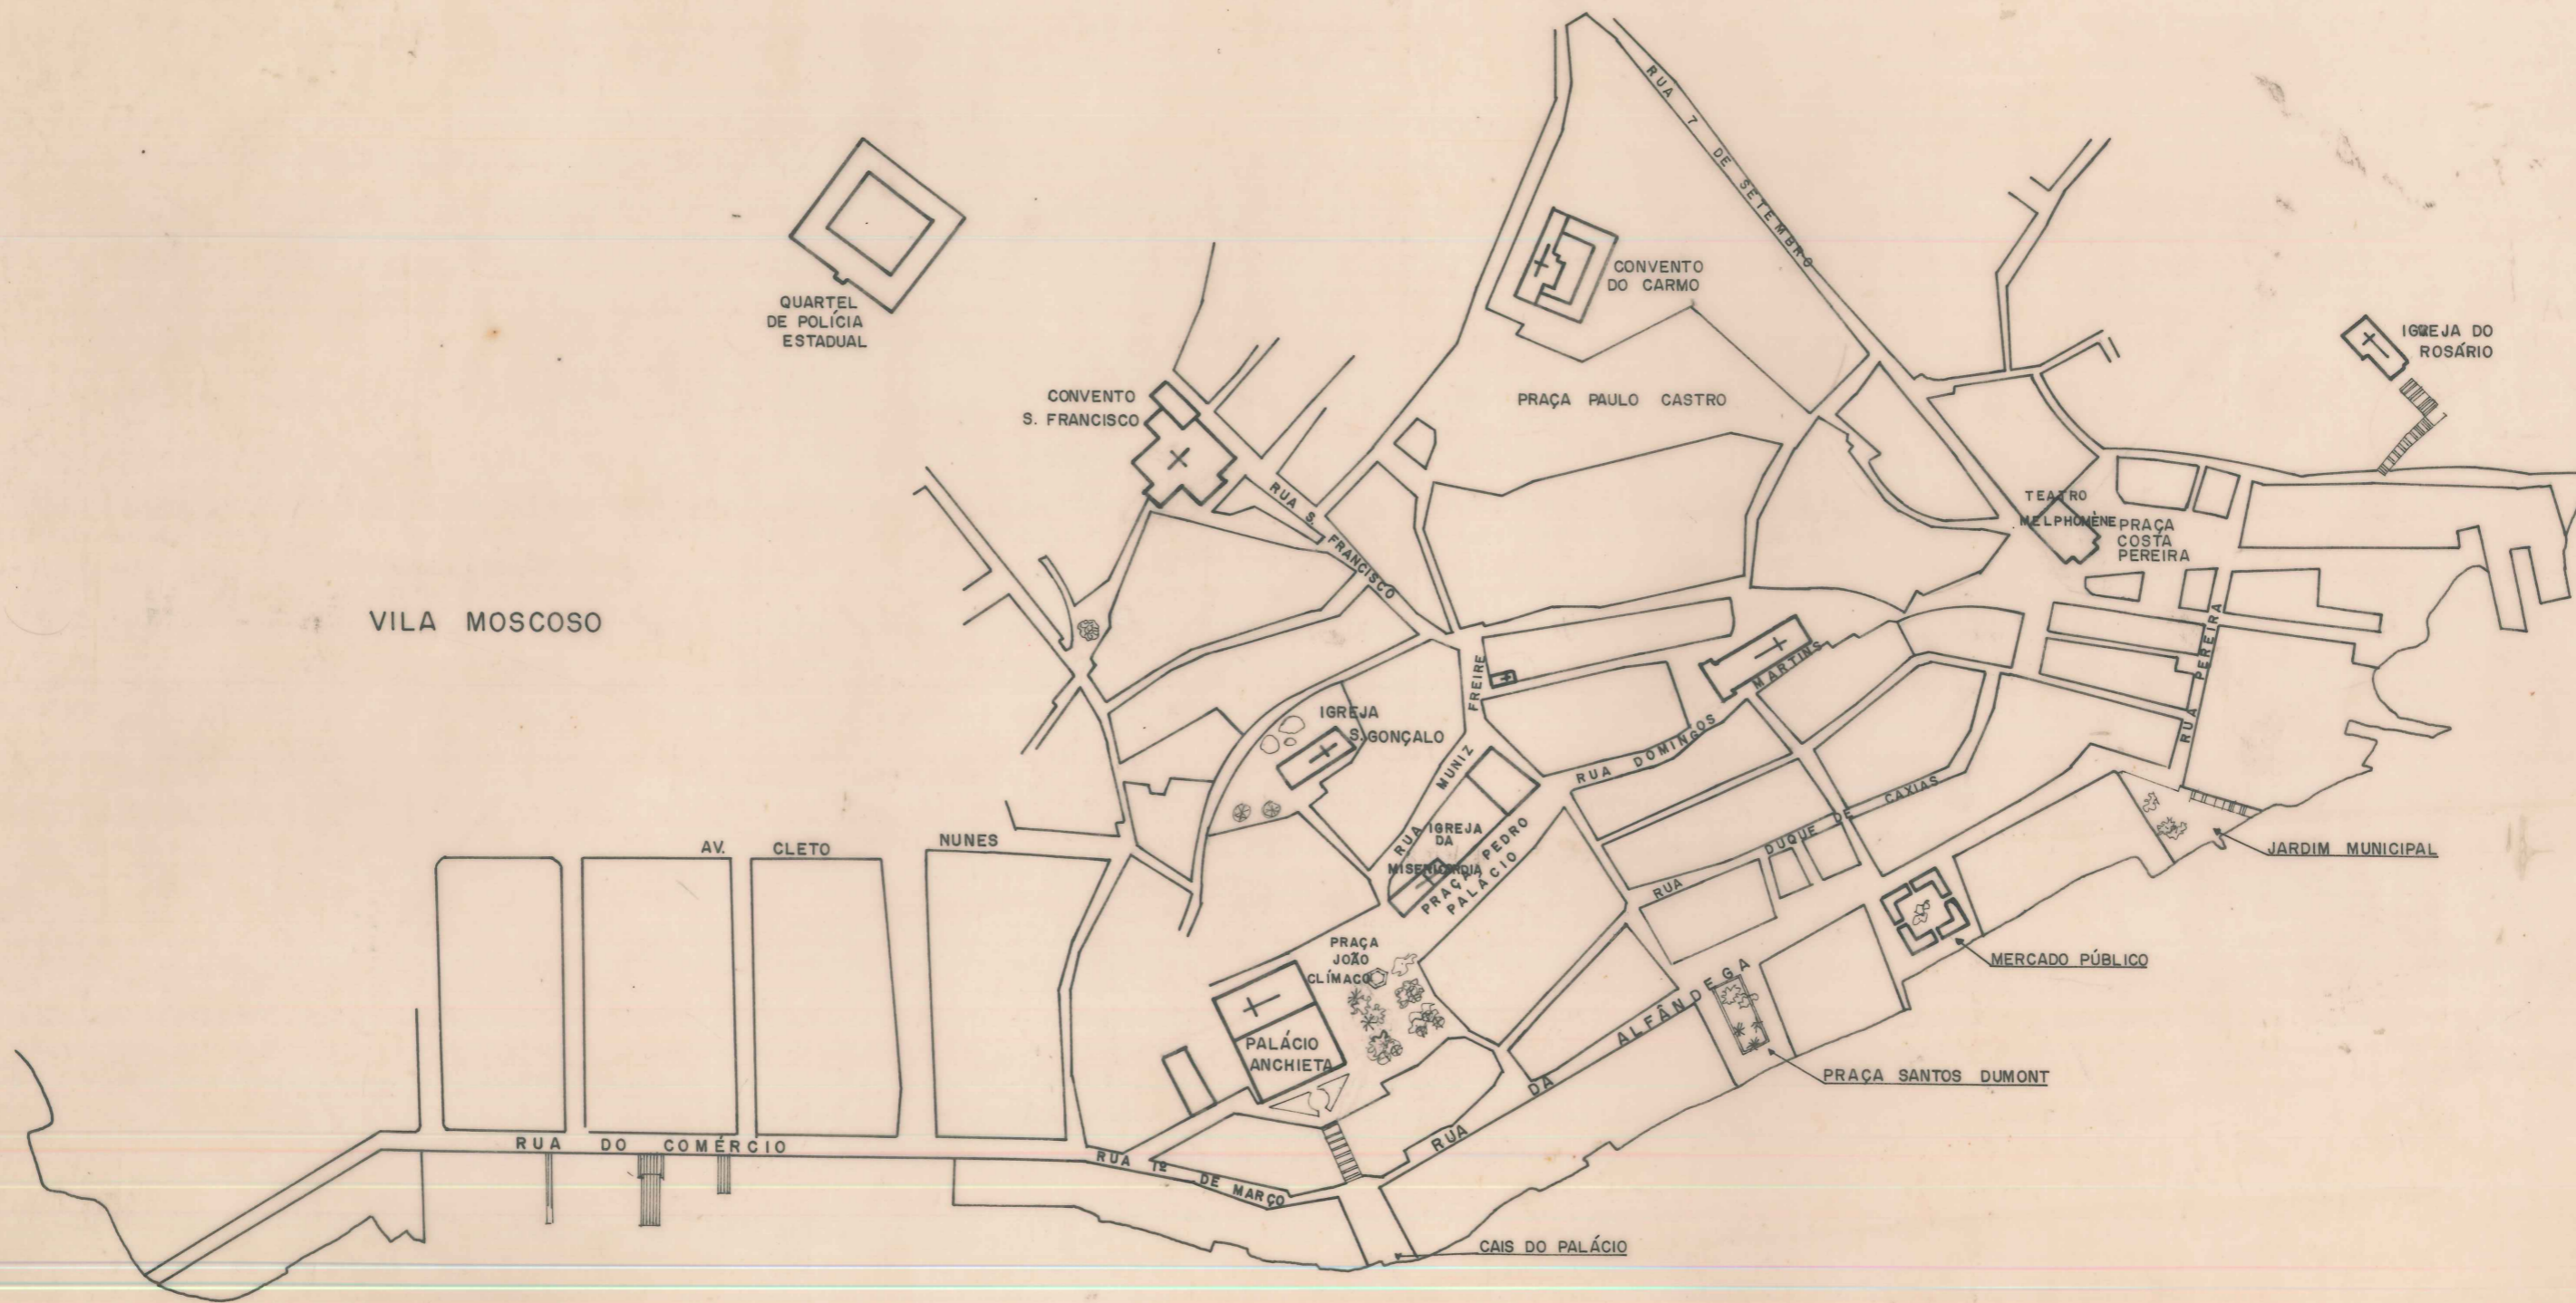 RUA 7 DE SETEMBRO
CONVENTO
DO CARMO
QUARTEL
DE POLÍCIA
ESTADUAL
IGREJA DO
ROSÁRIO
CONVENTO
S. FRANCISCO
PRAÇA PAULO CASTRO
RUA S. FRANCISCO
TEATRO
MELPHOMÈNE
PRAÇA
COSTA
PEREIRA
VILA MOSCOSO
RUA PEREIRA
IGREJA
S. GONÇALO
RUA MUNIZ FREIRE
RUA DOMINGOS MARTINS
RUA DUQUE DE CAXIAS
IGREJA
DA
MISERICÓRDIA
PRAÇA PEDRO
PALÁCIO
AV. CLETO NUNES
JARDIM MUNICIPAL
PRAÇA
JOÃO
CLÍMACO
MERCADO PÚBLICO
PALÁCIO
ANCHIETA
RUA DA ALFÂNDEGA
PRAÇA SANTOS DUMONT
RUA DO COMÉRCIO
RUA 1º DE MARÇO
CAIS DO PALÁCIO